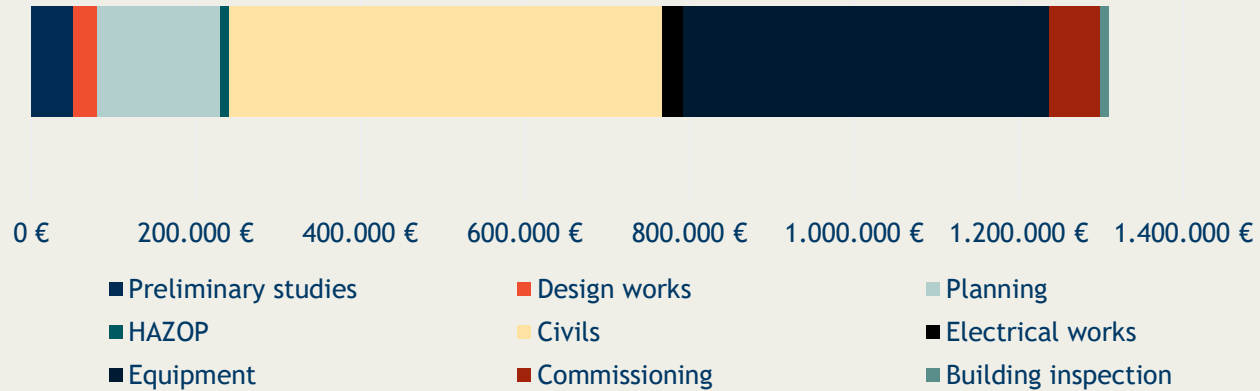 0 € 200.000 € 400.000 € 600.000 € 800.000 € 1.000.000 € 1.200.000 € 1.400.000 €
Preliminary studies Design works Planning
HAZOP Civils Electrical works
Equipment Commissioning Building inspection